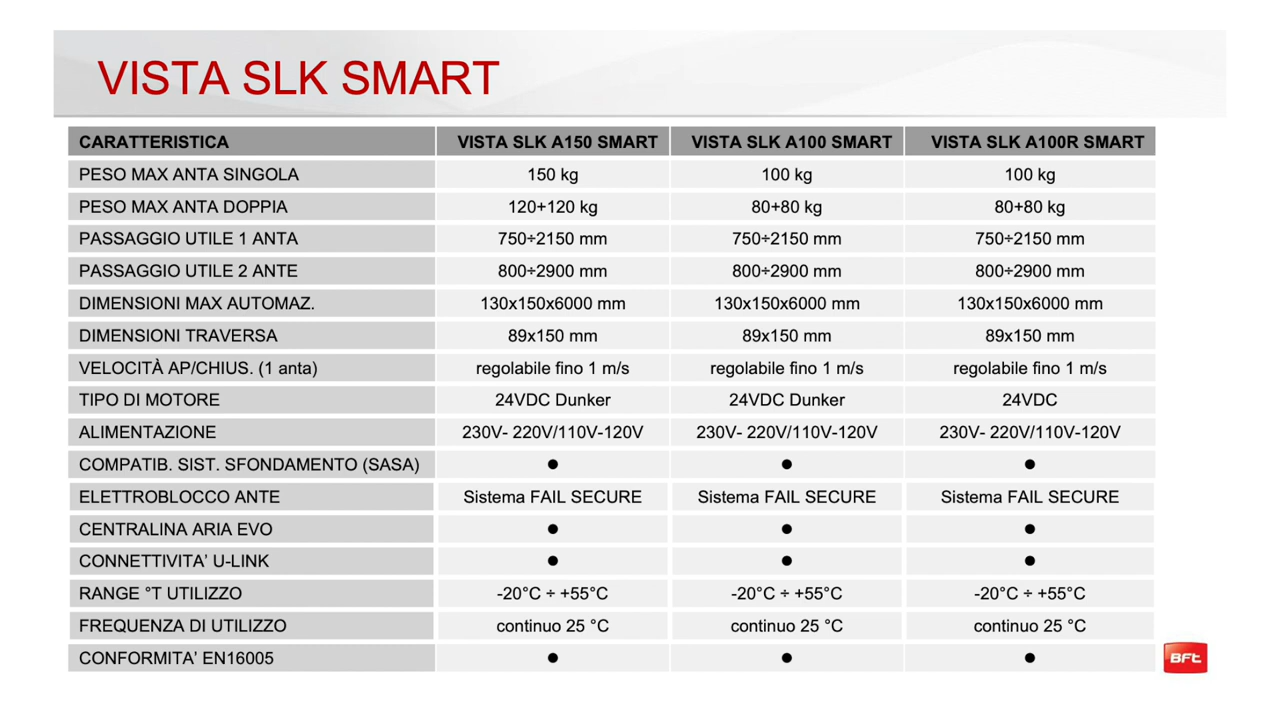 VISTA SLK SMART
CARATTERISTICA VISTA SLK A150 SMART VISTA SLK A100 SMART VISTA SLK A100R SMART
PESO MAX ANTA SINGOLA 150 kg 100 kg 100 kg
PESO MAX ANTA DOPPIA 120+120 kg 80+80 kg 80+80 kg
PASSAGGIO UTILE 1 ANTA 750÷2150 mm 750÷2150 mm 750÷2150 mm
PASSAGGIO UTILE 2 ANTE 800÷2900 mm 800÷2900 mm 800÷2900 mm
DIMENSIONI MAX AUTOMAZ. 130x150x6000 mm 130x150x6000 mm 130x150x6000 mm
DIMENSIONI TRAVERSA 89x150 mm 89x150 mm 89x150 mm
VELOCITÀ AP/CHIUS. (1 anta) regolabile fino 1 m/s regolabile fino 1 m/s regolabile fino 1 m/s
TIPO DI MOTORE 24VDC Dunker 24VDC Dunker 24VDC
ALIMENTAZIONE 230V- 220V/110V-120V 230V- 220V/110V-120V 230V- 220V/110V-120V
COMPATIB. SIST. SFONDAMENTO (SASA) ● ● ●
ELETTROBLOCCO ANTE Sistema FAIL SECURE Sistema FAIL SECURE Sistema FAIL SECURE
CENTRALINA ARIA EVO ● ● ●
CONNETTIVITA’ U-LINK ● ● ●
RANGE °T UTILIZZO -20°C ÷ +55°C -20°C ÷ +55°C -20°C ÷ +55°C
FREQUENZA DI UTILIZZO continuo 25 °C continuo 25 °C continuo 25 °C
CONFORMITA’ EN16005 ● ● ●
BFt